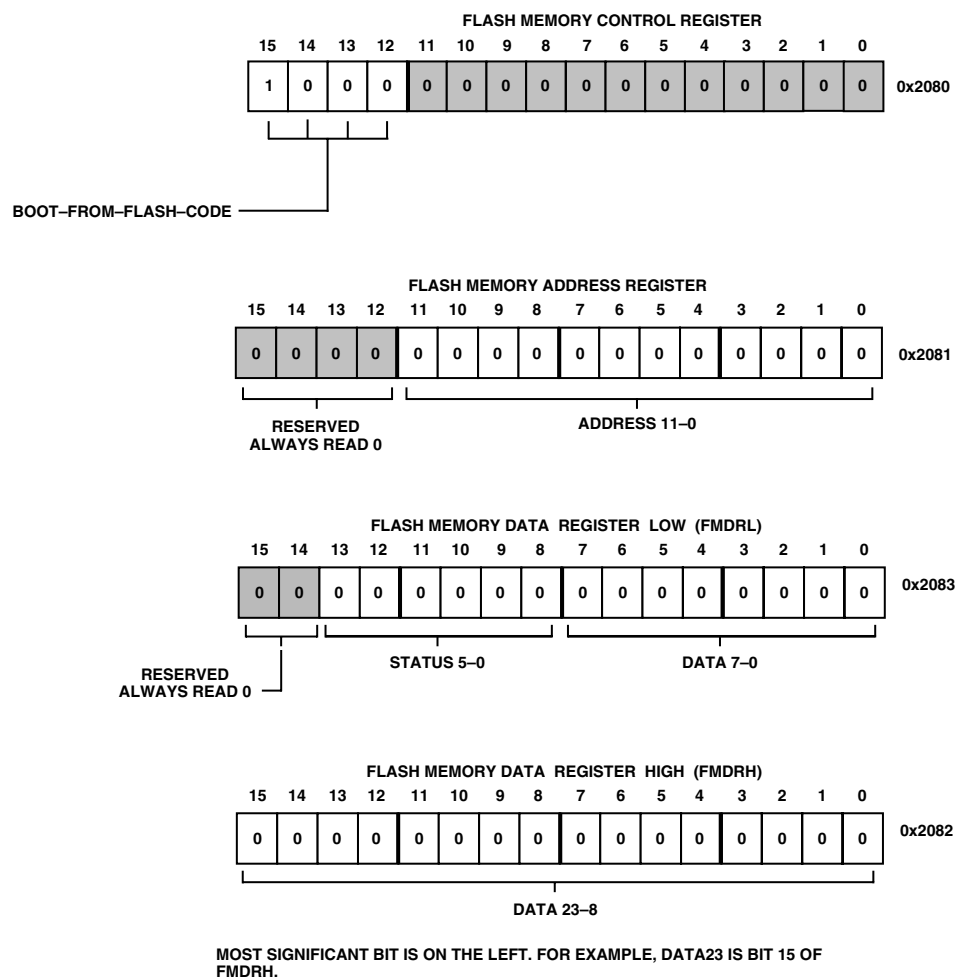 FLASH MEMORY CONTROL REGISTER
15 14 13 12 11 10 9 8 7 6 5 4 3 2 1 0
1 0 0 0 0 0 0 0 0 0 0 0 0 0 0 0 0x2080
BOOT–FROM–FLASH–CODE
FLASH MEMORY ADDRESS REGISTER
15 14 13 12 11 10 9 8 7 6 5 4 3 2 1 0
0 0 0 0 0 0 0 0 0 0 0 0 0 0 0 0 0x2081
RESERVED
ALWAYS READ 0
ADDRESS 11–0
FLASH MEMORY DATA REGISTER LOW (FMDRL)
15 14 13 12 11 10 9 8 7 6 5 4 3 2 1 0
0 0 0 0 0 0 0 0 0 0 0 0 0 0 0 0 0x2083
RESERVED
ALWAYS READ 0
STATUS 5–0
DATA 7–0
FLASH MEMORY DATA REGISTER HIGH (FMDRH)
15 14 13 12 11 10 9 8 7 6 5 4 3 2 1 0
0 0 0 0 0 0 0 0 0 0 0 0 0 0 0 0 0x2082
DATA 23–8
MOST SIGNIFICANT BIT IS ON THE LEFT. FOR EXAMPLE, DATA23 IS BIT 15 OF
FMDRH.